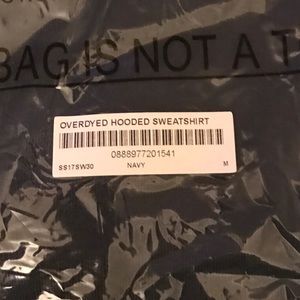 BAG IS NOT A T
OVERDYED HOODED SWEATSHIRT
0888977201541
SS17SW30 NAVY M